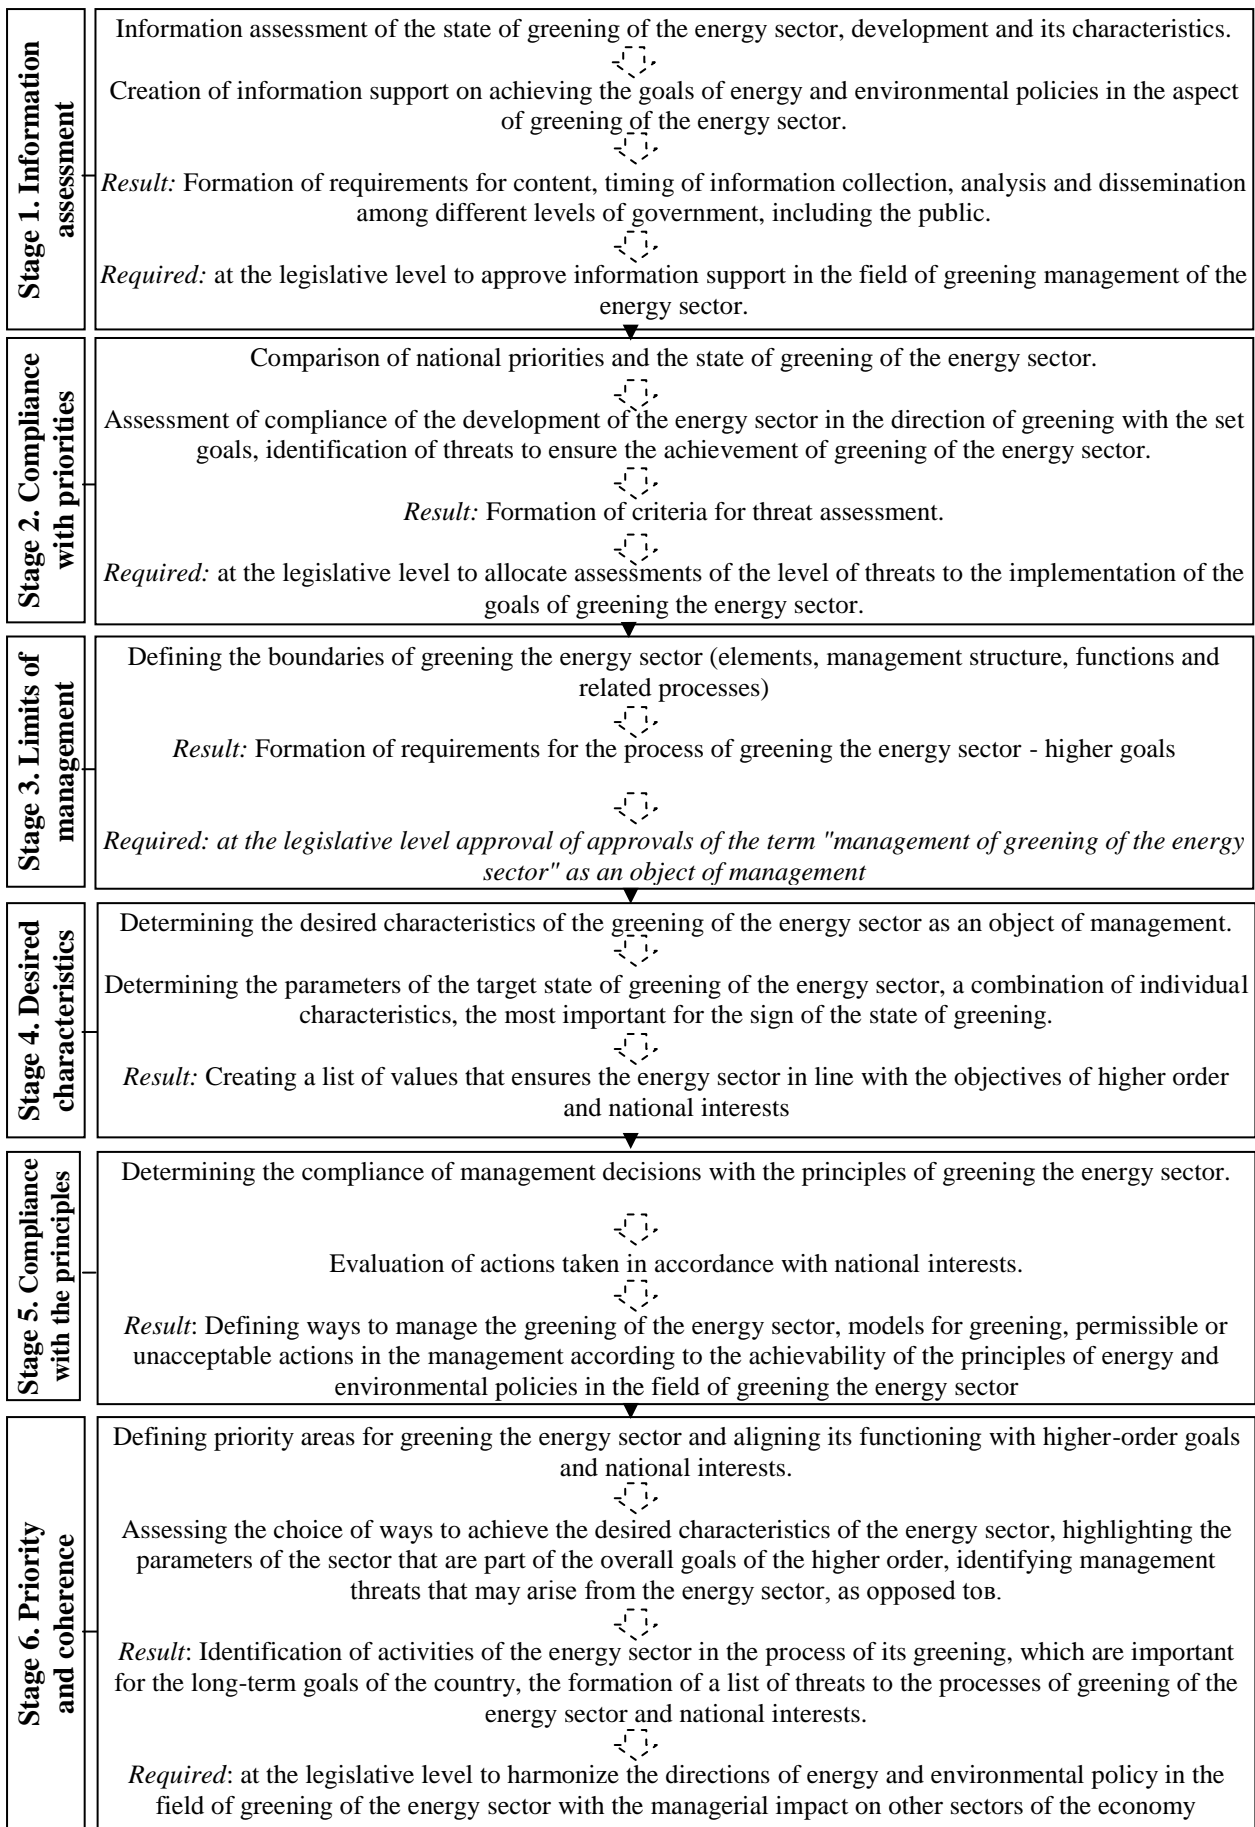 Stage 1. Information
assessment
Information assessment of the state of greening of the energy sector, development and its characteristics.
Creation of information support on achieving the goals of energy and environmental policies in the aspect
of greening of the energy sector.
Result: Formation of requirements for content, timing of information collection, analysis and dissemination
among different levels of government, including the public.
Required: at the legislative level to approve information support in the field of greening management of the
energy sector.
Stage 2. Compliance
with priorities
Comparison of national priorities and the state of greening of the energy sector.
Assessment of compliance of the development of the energy sector in the direction of greening with the set
goals, identification of threats to ensure the achievement of greening of the energy sector.
Result: Formation of criteria for threat assessment.
Required: at the legislative level to allocate assessments of the level of threats to the implementation of the
goals of greening the energy sector.
Stage 3. Limits of
management
Defining the boundaries of greening the energy sector (elements, management structure, functions and
related processes)
Result: Formation of requirements for the process of greening the energy sector - higher goals
Required: at the legislative level approval of approvals of the term "management of greening of the energy
sector" as an object of management
Stage 4. Desired
characteristics
Determining the desired characteristics of the greening of the energy sector as an object of management.
Determining the parameters of the target state of greening of the energy sector, a combination of individual
characteristics, the most important for the sign of the state of greening.
Result: Creating a list of values that ensures the energy sector in line with the objectives of higher order
and national interests
Stage 5. Compliance
with the principles
Determining the compliance of management decisions with the principles of greening the energy sector.
Evaluation of actions taken in accordance with national interests.
Result: Defining ways to manage the greening of the energy sector, models for greening, permissible or
unacceptable actions in the management according to the achievability of the principles of energy and
environmental policies in the field of greening the energy sector
Stage 6. Priority
and coherence
Defining priority areas for greening the energy sector and aligning its functioning with higher-order goals
and national interests.
Assessing the choice of ways to achieve the desired characteristics of the energy sector, highlighting the
parameters of the sector that are part of the overall goals of the higher order, identifying management
threats that may arise from the energy sector, as opposed toв.
Result: Identification of activities of the energy sector in the process of its greening, which are important
for the long-term goals of the country, the formation of a list of threats to the processes of greening of the
energy sector and national interests.
Required: at the legislative level to harmonize the directions of energy and environmental policy in the
field of greening of the energy sector with the managerial impact on other sectors of the economy